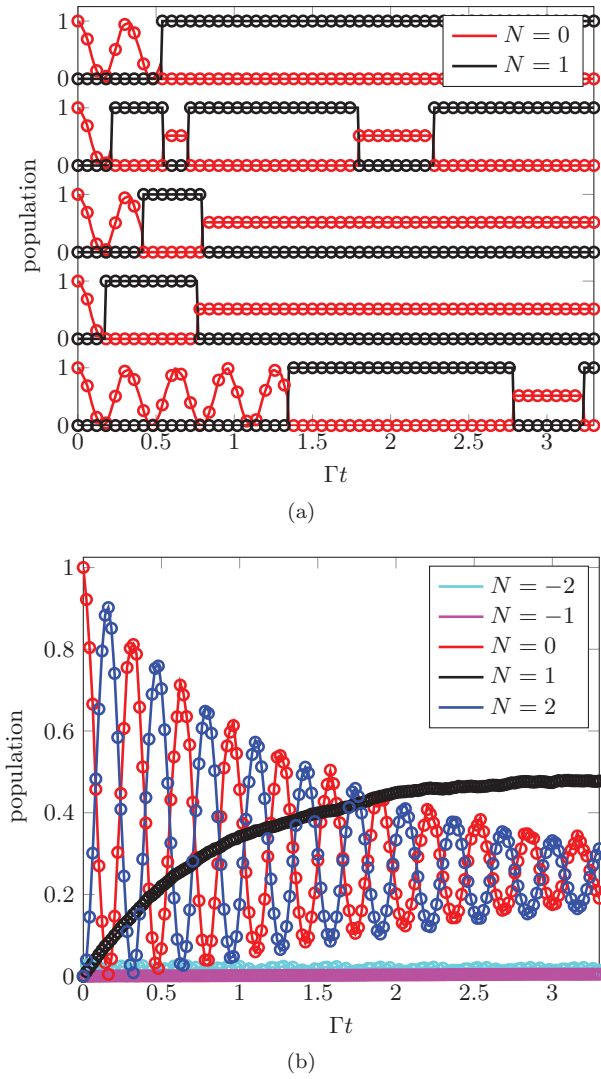 1
0
1
0
1
0
1
0
1
0
population
N = 0
N = 1
0 0.5 1 1.5 2 2.5 3
Γt
(a)
1
0.8
0.6
0.4
0.2
0
population
N = −2
N = −1
N = 0
N = 1
N = 2
0 0.5 1 1.5 2 2.5 3
Γt
(b)